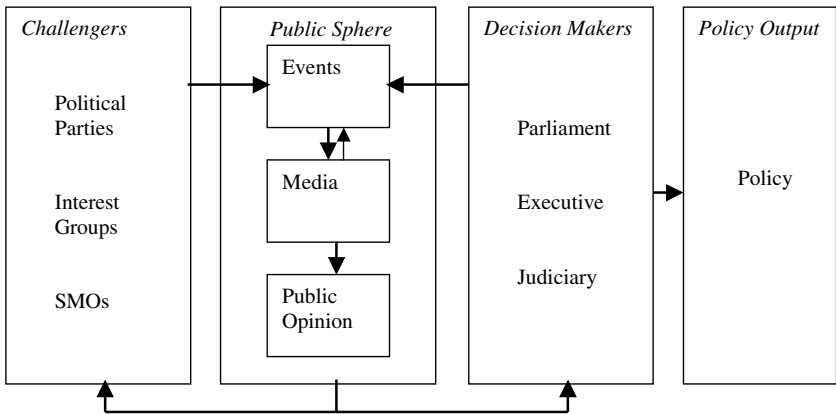 Challengers
Political
Parties
Interest
Groups
SMOs
Public Sphere
Events
Media
Public
Opinion
Decision Makers
Parliament
Executive
Judiciary
Policy Output
Policy